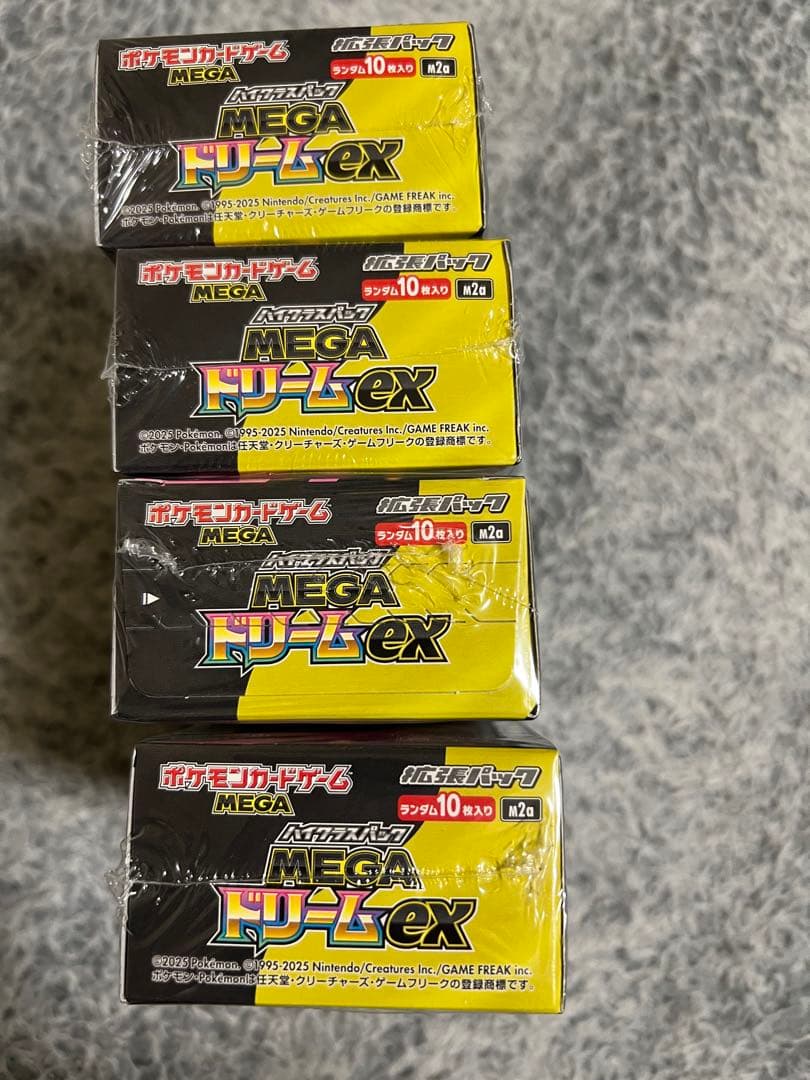 ポケモンカードゲーム 拡張パック
MEGA ランダム10枚入り M2a
ハイクラスパック
MEGA
ドリームex
©2025 Pokémon. ©1995-2025 Nintendo/Creatures Inc./GAME FREAK inc.
ポケモン・Pokémonは任天堂・クリーチャーズ・ゲームフリークの登録商標です。
ポケモンカードゲーム 拡張パック
MEGA ランダム10枚入り M2a
ハイクラスパック
MEGA
ドリームex
©2025 Pokémon. ©1995-2025 Nintendo/Creatures Inc./GAME FREAK inc.
ポケモン・Pokémonは任天堂・クリーチャーズ・ゲームフリークの登録商標です。
ポケモンカードゲーム 拡張パック
MEGA ランダム10枚入り M2a
ハイクラスパック
MEGA
ドリームex
ポケモンカードゲーム 拡張パック
MEGA ランダム10枚入り M2a
ハイクラスパック
MEGA
ドリームex
©2025 Pokémon. ©1995-2025 Nintendo/Creatures Inc./GAME FREAK inc.
ポケモン・Pokémonは任天堂・クリーチャーズ・ゲームフリークの登録商標です。